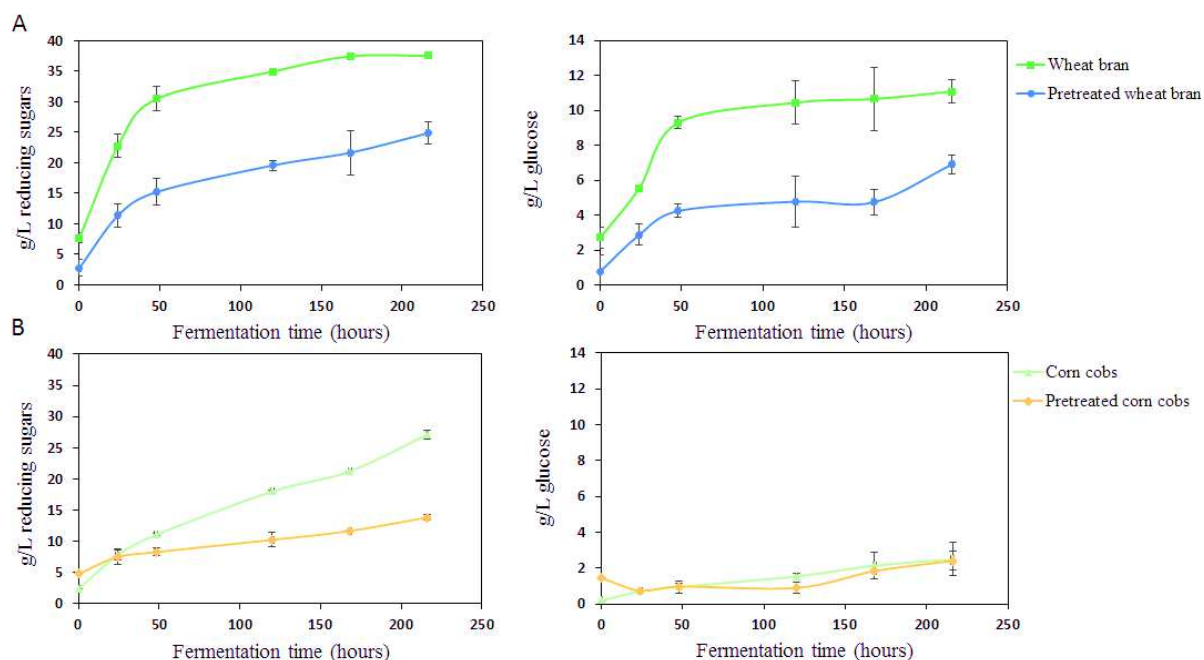 A
g/L reducing sugars
40
35
30
25
20
15
10
5
0
0 50 100 150 200 250
Fermentation time (hours)
g/L glucose
14
12
10
8
6
4
2
0
0 50 100 150 200 250
Fermentation time (hours)
Wheat bran
Pretreated wheat bran
B
g/L reducing sugars
40
35
30
25
20
15
10
5
0
0 50 100 150 200 250
Fermentation time (hours)
g/L glucose
14
12
10
8
6
4
2
0
0 50 100 150 200 250
Fermentation time (hours)
Corn cobs
Pretreated corn cobs